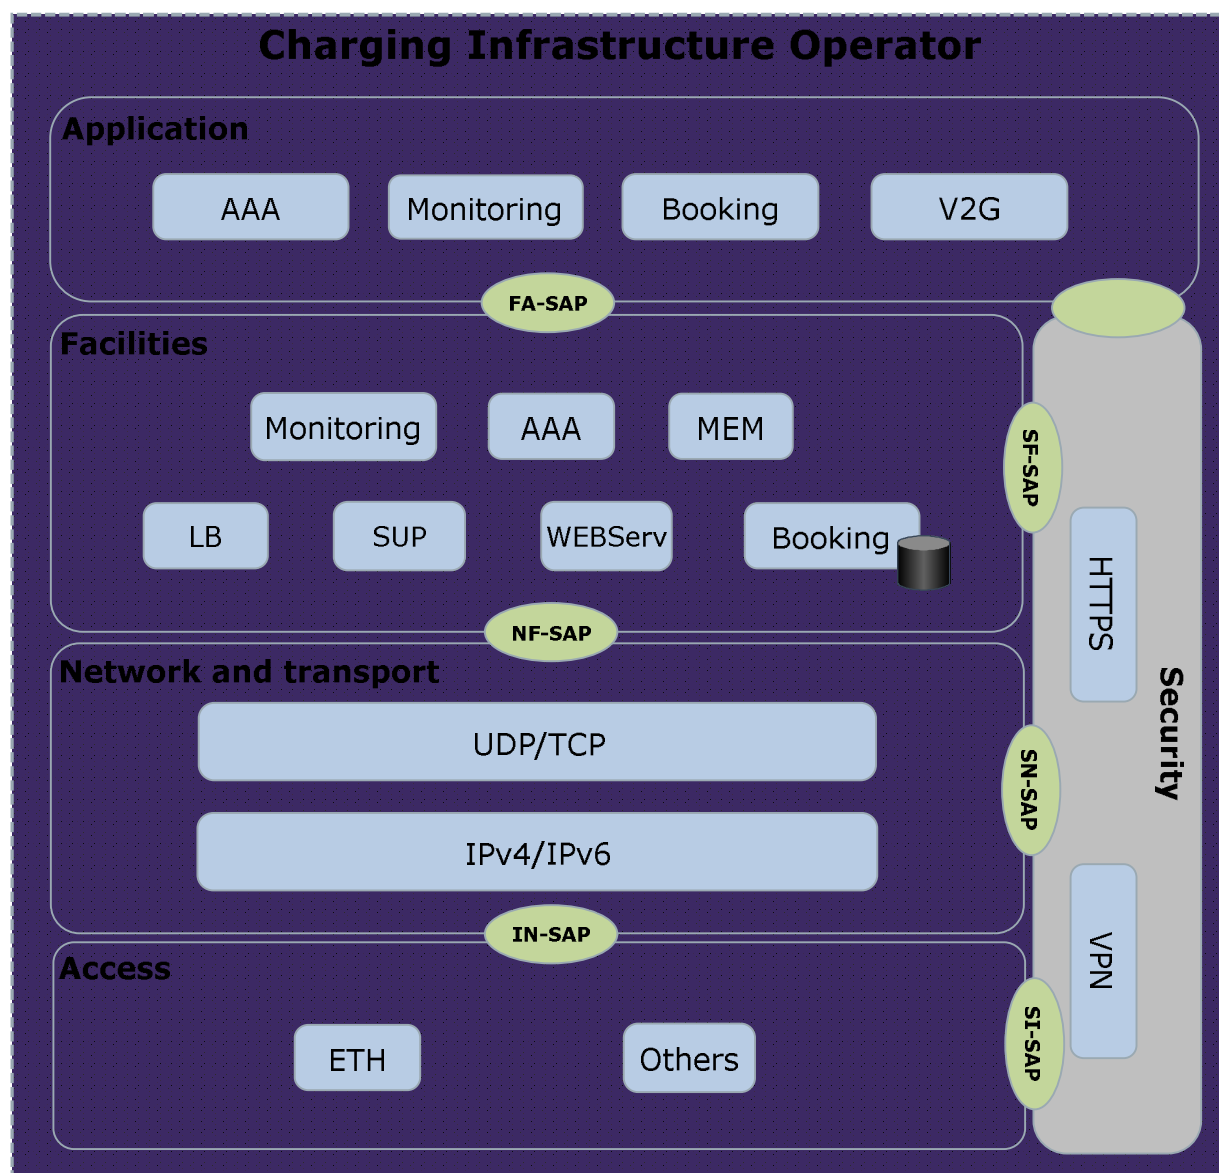 Charging Infrastructure Operator
Application
AAA
Monitoring
Booking
V2G
FA-SAP
Facilities
Monitoring
AAA
MEM
LB
SUP
WEBServ
Booking
NF-SAP
Network and transport
UDP/TCP
IPv4/IPv6
IN-SAP
Access
ETH
Others
SF-SAP
HTTPS
Security
SN-SAP
VPN
SI-SAP